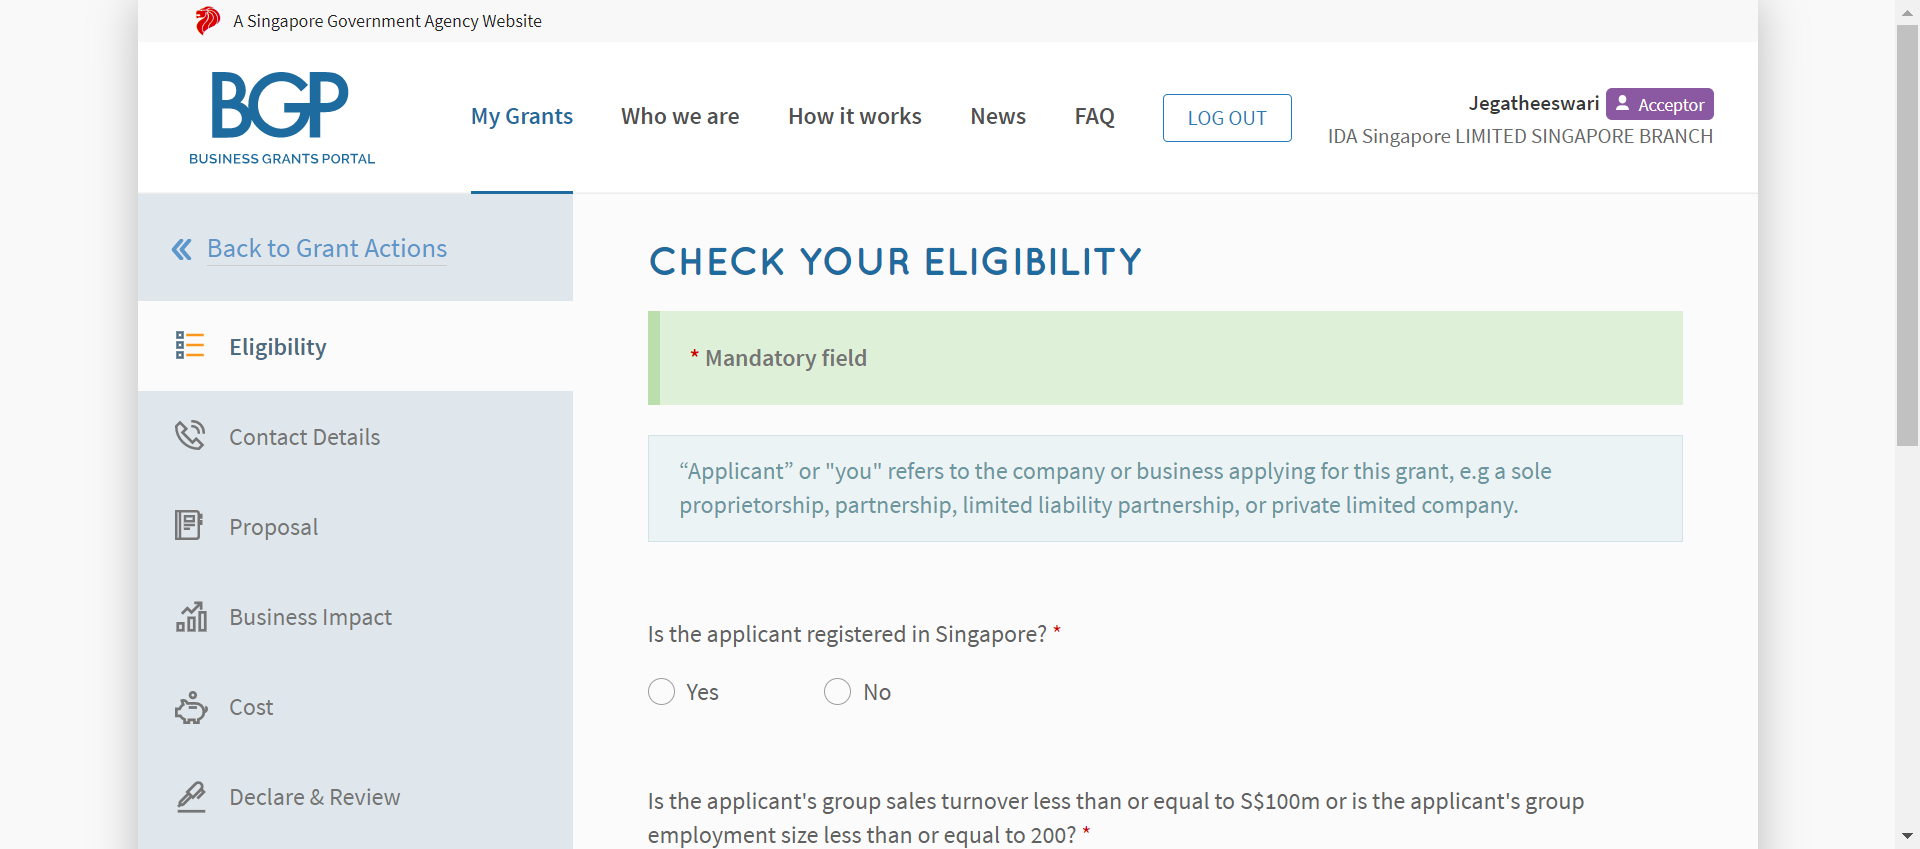 A Singapore Government Agency Website
BGP
BUSINESS GRANTS PORTAL
My Grants
Who we are
How it works
News
FAQ
LOG OUT
Jegatheeswari
Acceptor
IDA Singapore LIMITED SINGAPORE BRANCH
Back to Grant Actions
Eligibility
Contact Details
Proposal
Business Impact
Cost
Declare & Review
CHECK YOUR ELIGIBILITY
* Mandatory field
“Applicant” or "you" refers to the company or business applying for this grant, e.g a sole
proprietorship, partnership, limited liability partnership, or private limited company.
Is the applicant registered in Singapore? *
Yes
No
Is the applicant's group sales turnover less than or equal to S$100m or is the applicant's group
employment size less than or equal to 200? *